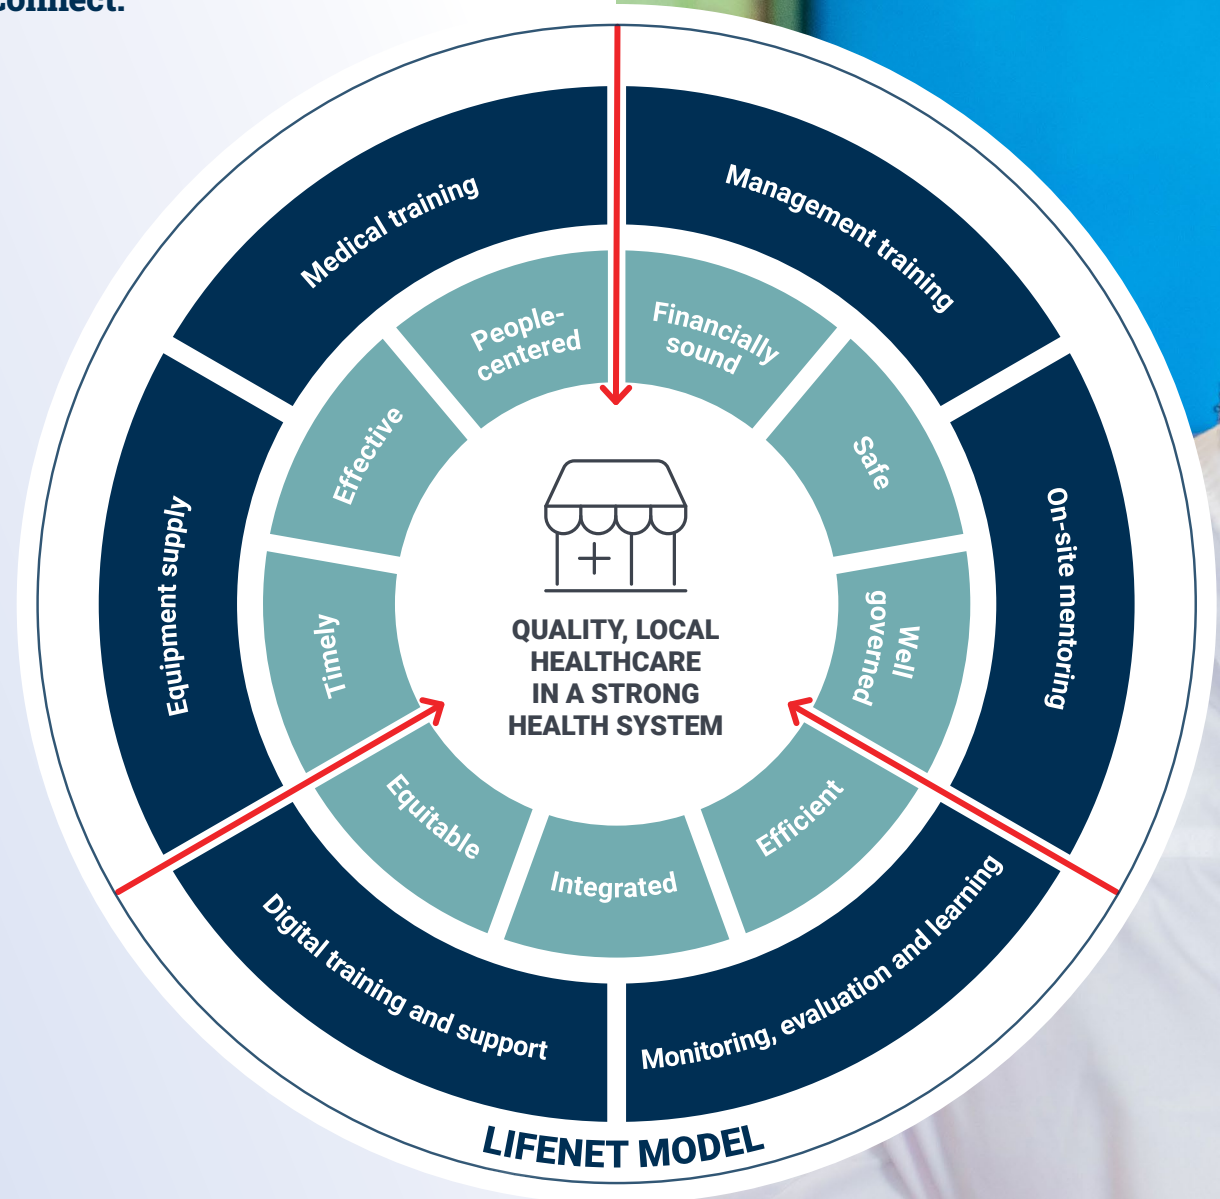 Connect.
Medical training
Management training
On-site mentoring
Monitoring, evaluation and learning
Digital training and support
Equipment supply
People-
centered
Financially
sound
Safe
Well
governed
Efficient
Integrated
Equitable
Timely
Effective
QUALITY, LOCAL
HEALTHCARE
IN A STRONG
HEALTH SYSTEM
LIFENET MODEL